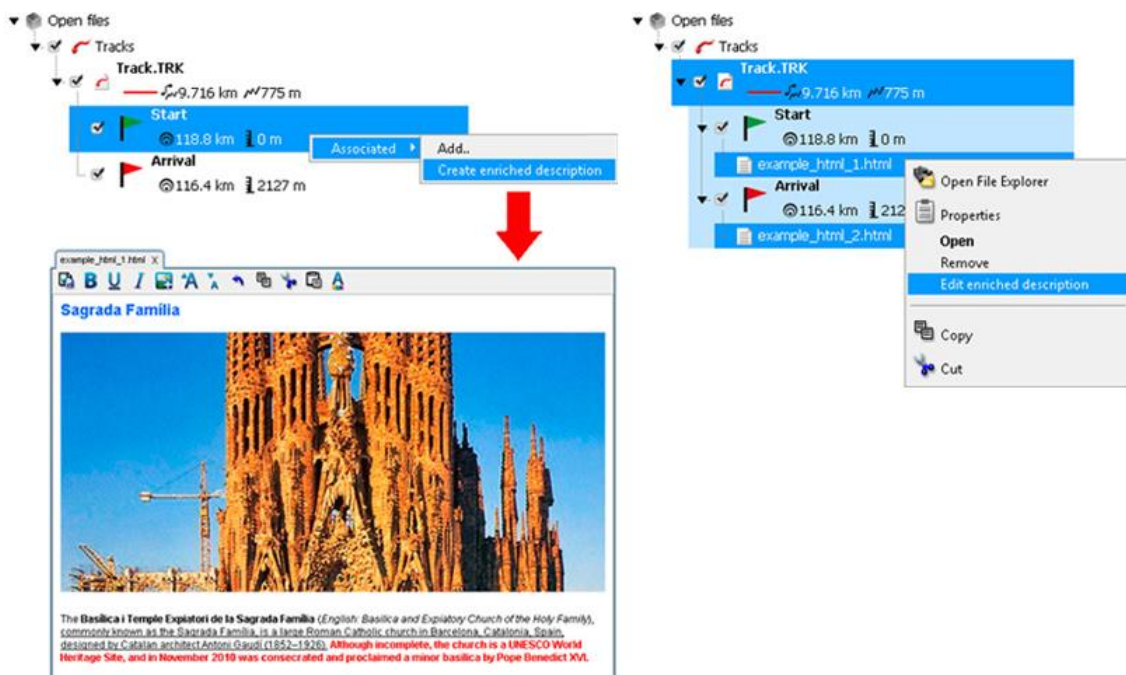 Open files
Tracks
Track.TRK
9.716 km 775 m
Start
118.8 km 0 m
Associated
Add..
Create enriched description
Arrival
116.4 km 2127 m
example_html_1.html X
B U I A A A
Sagrada Família
The Basílica i Temple Expiatori de la Sagrada Família (English: Basilica and Expiatory Church of the Holy Family),
commonly known as the Sagrada Família, is a large Roman Catholic church in Barcelona, Catalonia, Spain,
designed by Catalan architect Antoni Gaudí (1852–1926). Although incomplete, the church is a UNESCO World
Heritage Site, and in November 2010 was consecrated and proclaimed a minor basilica by Pope Benedict XVI.
Open files
Tracks
Track.TRK
9.716 km 775 m
Start
118.8 km 0 m
example_html_1.html
Arrival
116.4 km 212
example_html_2.html
Open File Explorer
Properties
Open
Remove
Edit enriched description
Copy
Cut